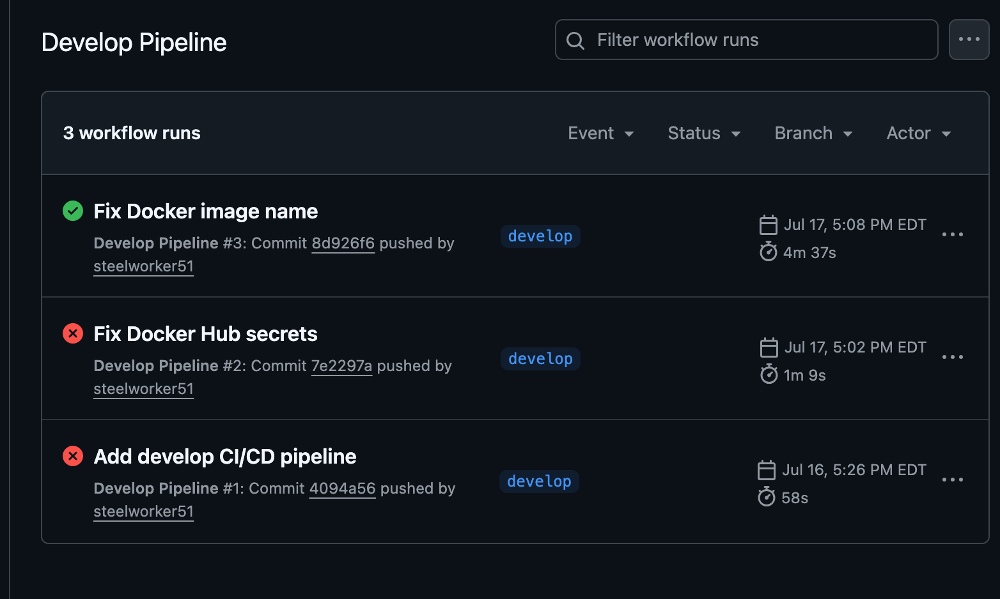 Develop Pipeline
Filter workflow runs
3 workflow runs
Event
Status
Branch
Actor
Fix Docker image name
Develop Pipeline #3: Commit 8d926f6 pushed by
steelworker51
develop
Jul 17, 5:08 PM EDT
4m 37s
Fix Docker Hub secrets
Develop Pipeline #2: Commit 7e2297a pushed by
steelworker51
develop
Jul 17, 5:02 PM EDT
1m 9s
Add develop CI/CD pipeline
Develop Pipeline #1: Commit 4094a56 pushed by
steelworker51
develop
Jul 16, 5:26 PM EDT
58s